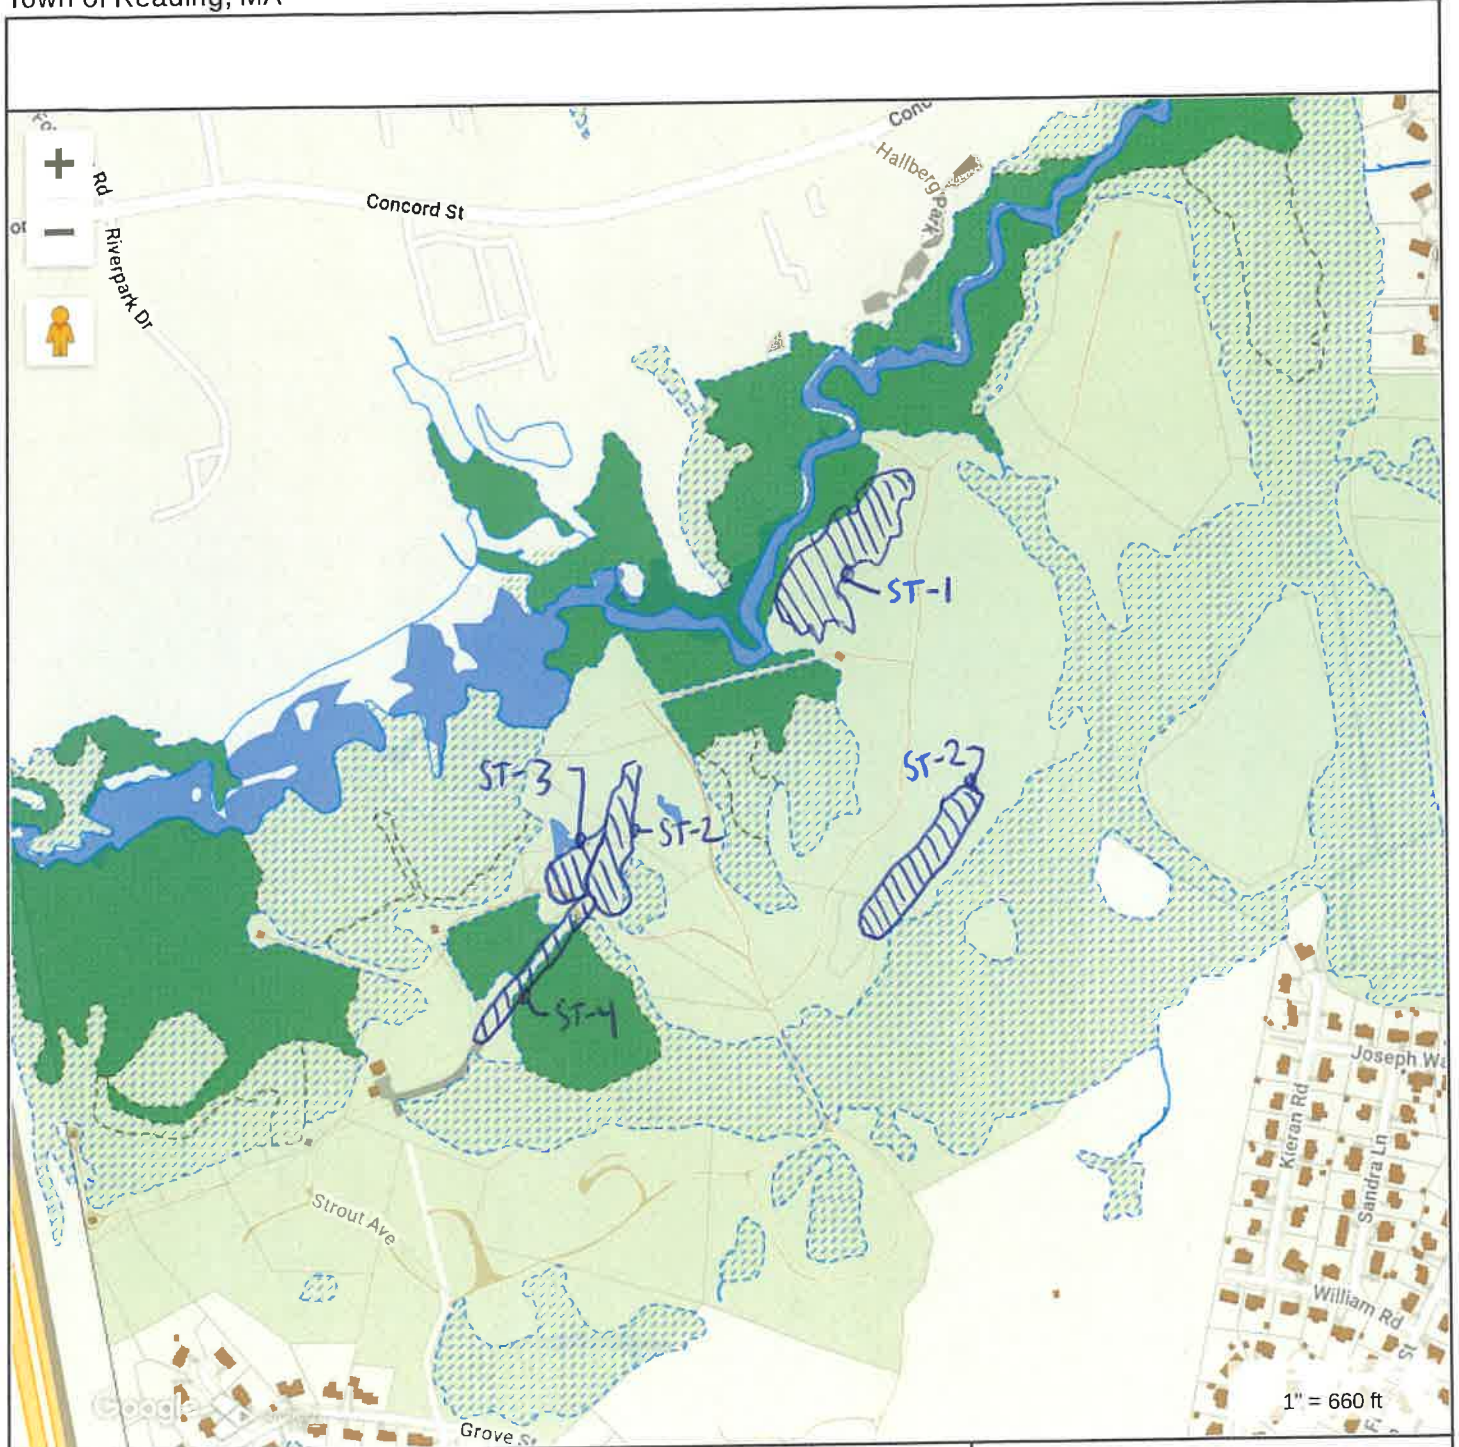 Town of Reading, MA
+
Rd
−
Riverpark Dr
Concord St
Hallberg Park
ST-1
ST-2
ST-3
ST-2
ST-4
Strout Ave
Joseph
Kieran Rd
Sandra Ln
William Rd
St
1" = 660 ft
Google
Grove St